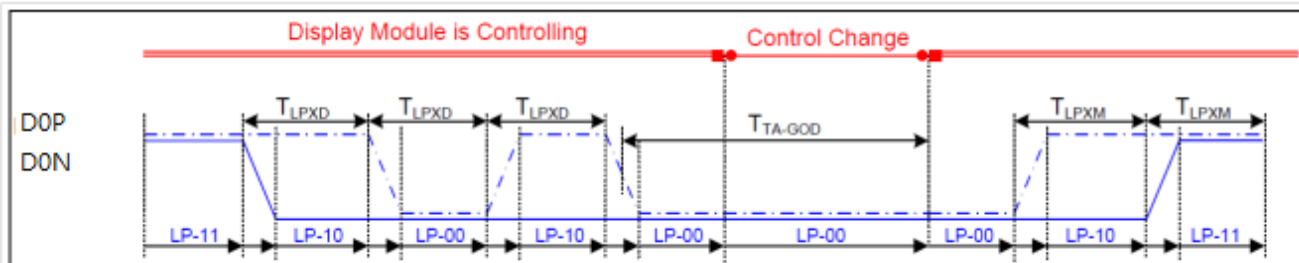 Display Module is Controlling Control Change
TLPXD TLPXD TLPXD TTA-GOD TLPXM TLPXM
D0P
D0N
LP-11 LP-10 LP-00 LP-10 LP-00 LP-00 LP-00 LP-10 LP-11